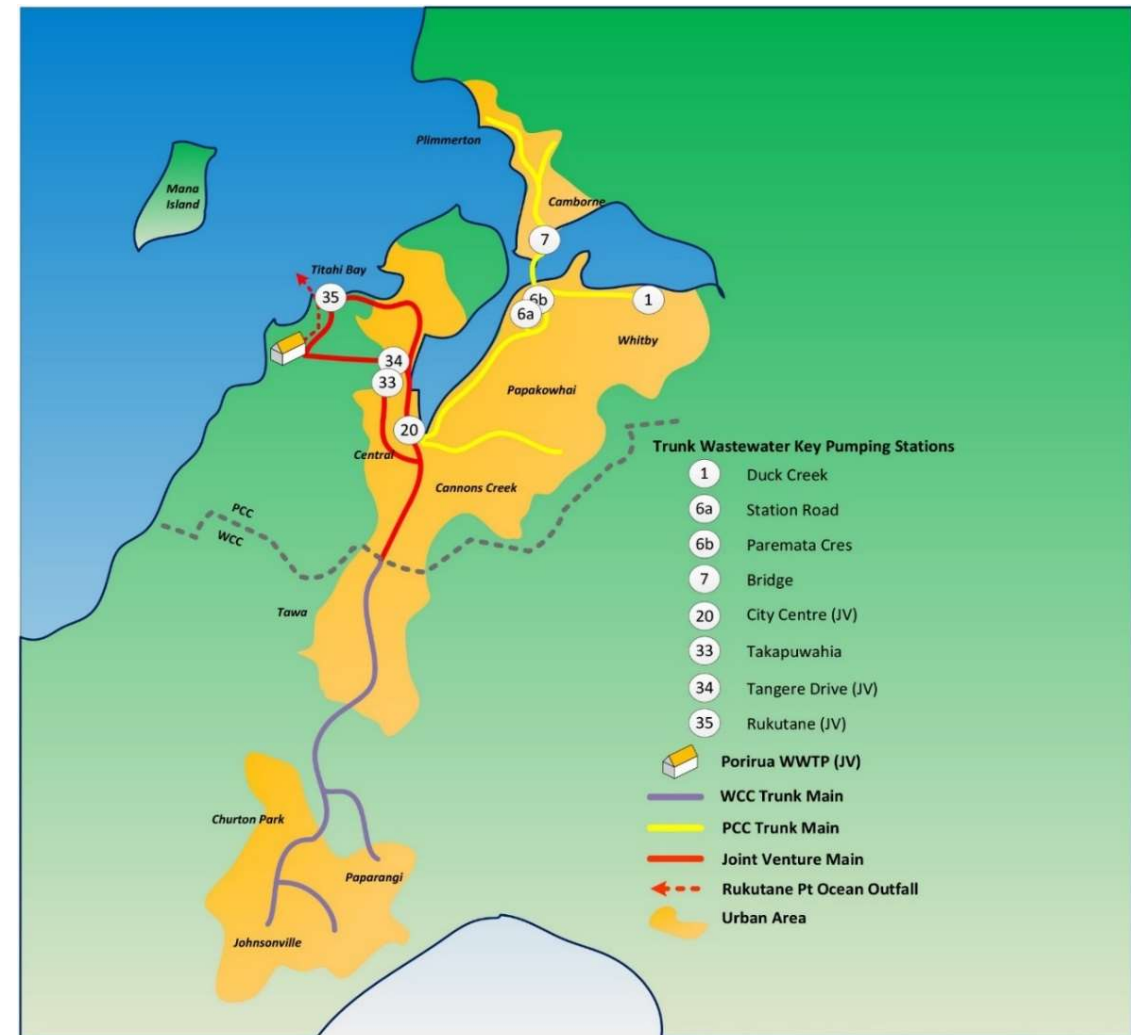 Plimmerton
Mana
Island
Camborne
7
Titahi Bay
35
6b
1
6a
Whitby
34
33
Papakowhai
20
Central
Cannons Creek
PCC
WCC
Tawa
Churton Park
Paparangi
Johnsonville
Trunk Wastewater Key Pumping Stations
1 Duck Creek
6a Station Road
6b Paremata Cres
7 Bridge
20 City Centre (JV)
33 Takapuwahia
34 Tangere Drive (JV)
35 Rukutane (JV)
Porirua WWTP (JV)
WCC Trunk Main
PCC Trunk Main
Joint Venture Main
Rukutane Pt Ocean Outfall
Urban Area